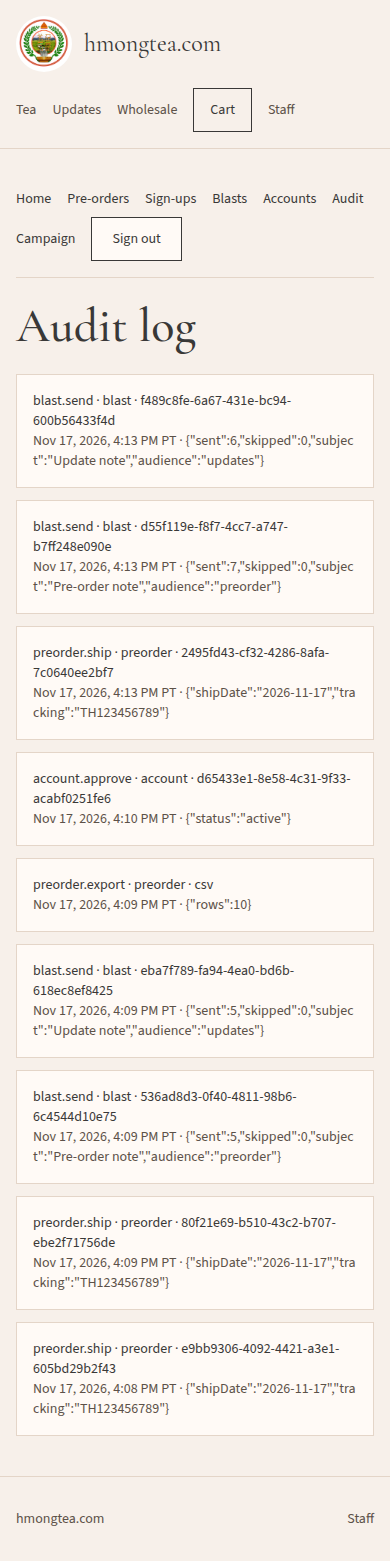 hmongtea.com
Tea Updates Wholesale Cart Staff
Home Pre-orders Sign-ups Blasts Accounts Audit
Campaign Sign out
Audit log
blast.send · blast · f489c8fe-6a67-431e-bc94-
600b56433f4d
Nov 17, 2026, 4:13 PM PT · {"sent":6,"skipped":0,"subjec
t":"Update note","audience":"updates"}
blast.send · blast · d55f119e-f8f7-4cc7-a747-
b7ff248e090e
Nov 17, 2026, 4:13 PM PT · {"sent":7,"skipped":0,"subjec
t":"Pre-order note","audience":"preorder"}
preorder.ship · preorder · 2495fd43-cf32-4286-8afa-
7c0640ee2bf7
Nov 17, 2026, 4:13 PM PT · {"shipDate":"2026-11-17","tra
cking":"TH123456789"}
account.approve · account · d65433e1-8e58-4c31-9f33-
acabf0251fe6
Nov 17, 2026, 4:10 PM PT · {"status":"active"}
preorder.export · preorder · csv
Nov 17, 2026, 4:09 PM PT · {"rows":10}
blast.send · blast · eba7f789-fa94-4ea0-bd6b-
618ec8ef8425
Nov 17, 2026, 4:09 PM PT · {"sent":5,"skipped":0,"subjec
t":"Update note","audience":"updates"}
blast.send · blast · 536ad8d3-0f40-4811-98b6-
6c4544d10e75
Nov 17, 2026, 4:09 PM PT · {"sent":5,"skipped":0,"subjec
t":"Pre-order note","audience":"preorder"}
preorder.ship · preorder · 80f21e69-b510-43c2-b707-
ebe2f71756de
Nov 17, 2026, 4:09 PM PT · {"shipDate":"2026-11-17","tra
cking":"TH123456789"}
preorder.ship · preorder · e9bb9306-4092-4421-a3e1-
605bd29b2f43
Nov 17, 2026, 4:08 PM PT · {"shipDate":"2026-11-17","tra
cking":"TH123456789"}
hmongtea.com Staff